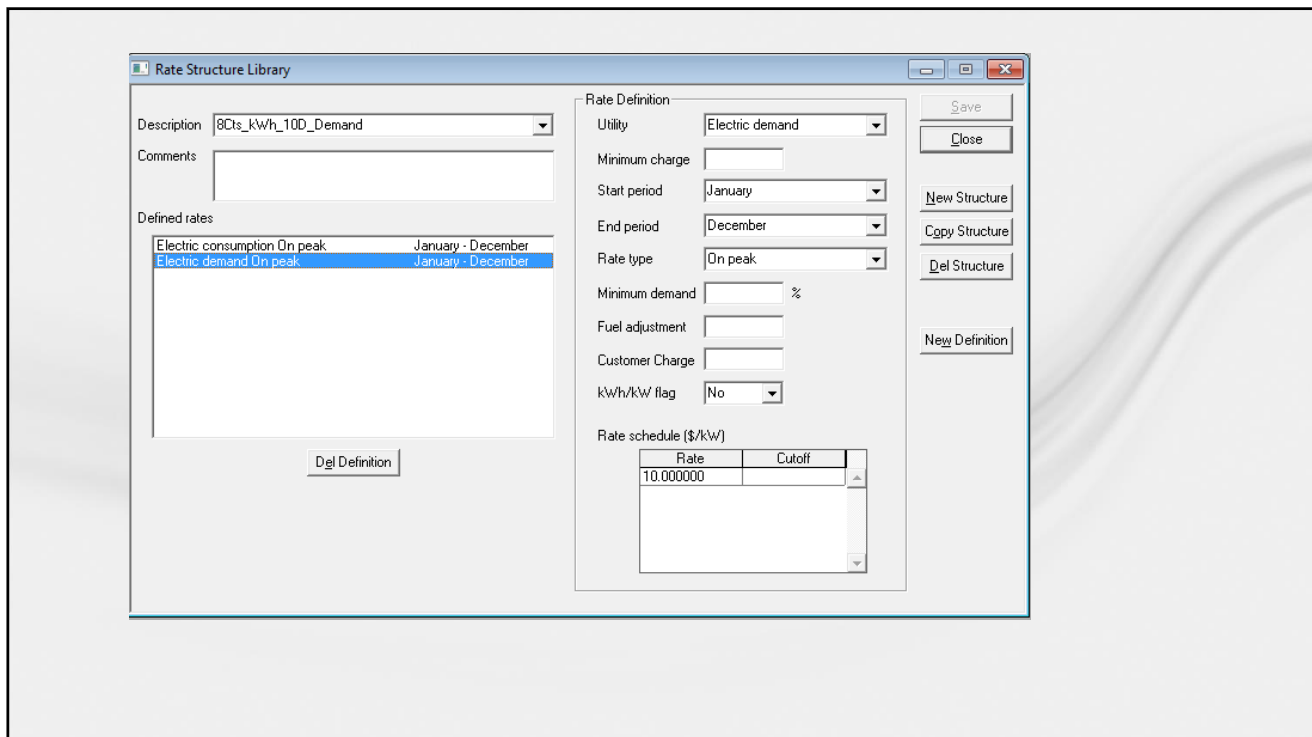 Rate Structure Library
Description 8Cts_kWh_10D_Demand
Comments
Defined rates
Electric consumption On peak January - December
Electric demand On peak January - December
Del Definition
Rate Definition
Utility Electric demand
Minimum charge
Start period January
End period December
Rate type On peak
Minimum demand %
Fuel adjustment
Customer Charge
kWh/kW flag No
Rate schedule ($/kW)
Rate Cutoff
10.000000
Save
Close
New Structure
Copy Structure
Del Structure
New Definition